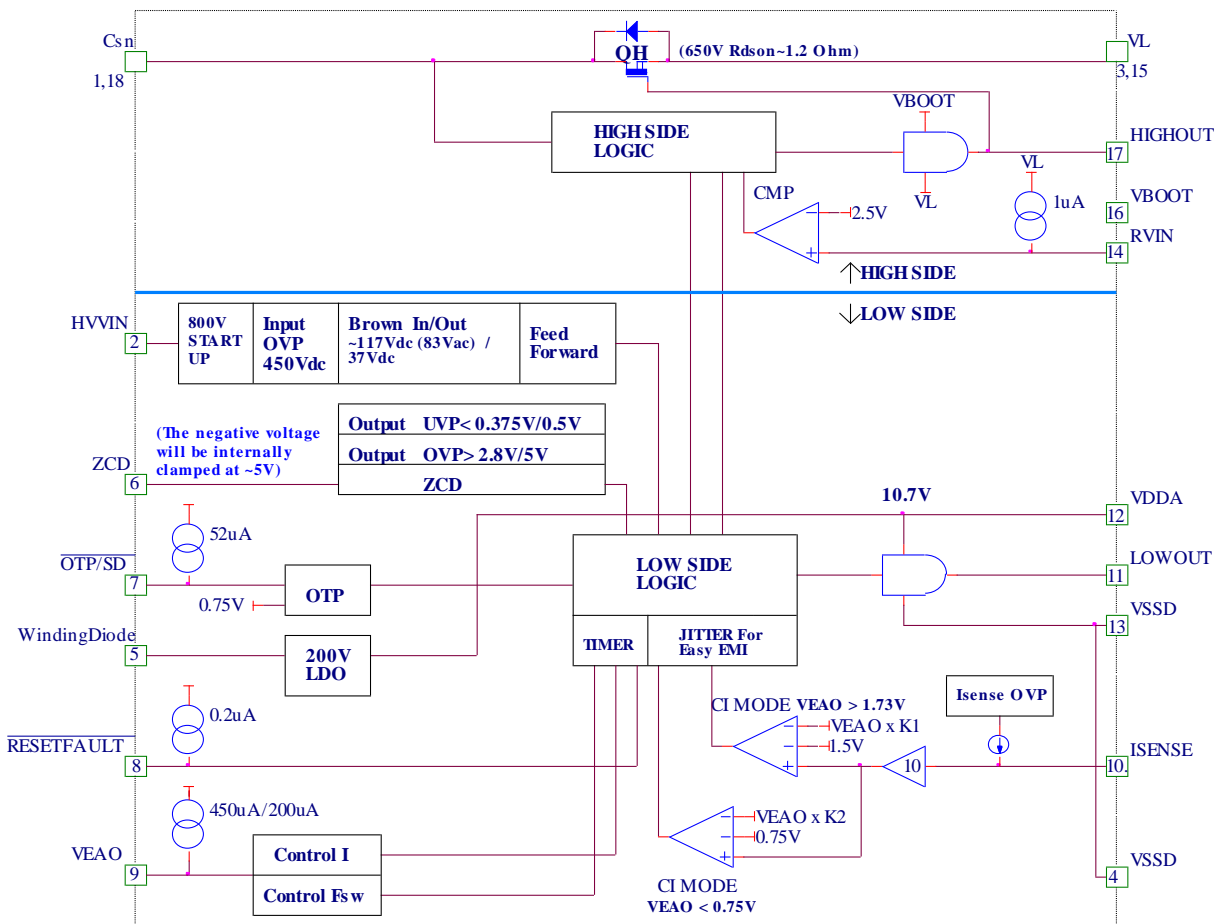 Csn
1,18
QH
(650V Rdson~1.2 Ohm)
VL
3,15
VBOOT
HIGH SIDE
LOGIC
VL
HIGHOUT
17
VL
1uA
VBOOT
16
CMP
2.5V
RVIN
14
↑HIGH SIDE
↓LOW SIDE
HVVIN
2
800V
START
UP
Input
OVP
450Vdc
Brown In/Out
~117Vdc (83Vac) /
37Vdc
Feed
Forward
(The negative voltage
will be internally
clamped at ~5V)
Output UVP< 0.375V/0.5V
Output OVP> 2.8V/5V
ZCD
ZCD
6
10.7V
VDDA
12
52uA
OTP/SD
7
0.75V
OTP
LOW SIDE
LOGIC
TIMER
JITTER For
Easy EMI
LOWOUT
11
VSSD
13
WindingDiode
5
200V
LDO
0.2uA
RESETFAULT
8
CI MODE VEAO > 1.73V
VEAO x K1
1.5V
10
Isense OVP
ISENSE
10.
450uA/200uA
VEAO
9
Control I
Control Fsw
VEAO x K2
0.75V
CI MODE
VEAO < 0.75V
VSSD
4